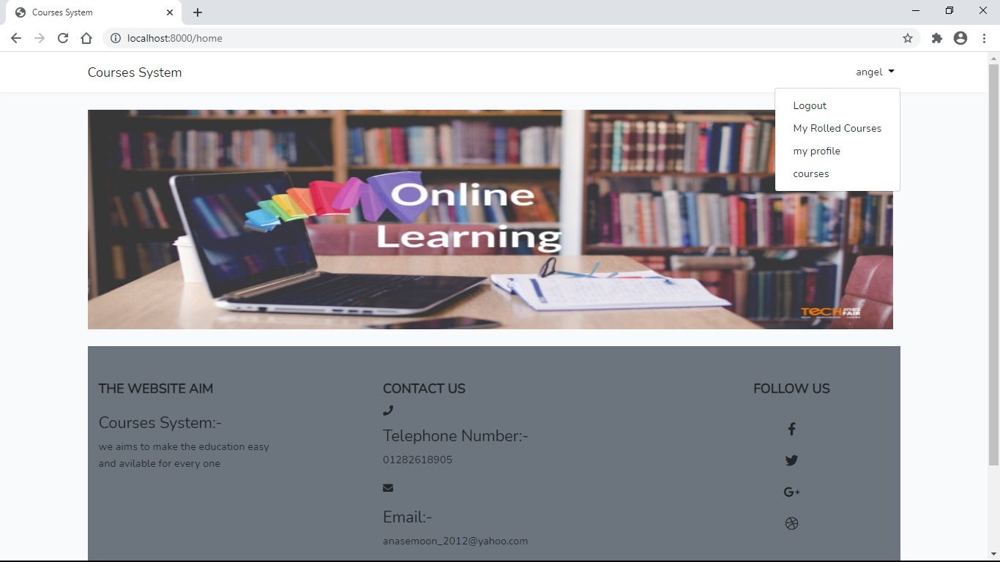 Courses System
localhost:8000/home
Courses System
angel
Logout
My Rolled Courses
my profile
courses
Online
Learning
TECH
FAIR
THE WEBSITE AIM
Courses System:-
we aims to make the education easy
and avilable for every one
CONTACT US
Telephone Number:-
01282618905
Email:-
anasemoon_2012@yahoo.com
FOLLOW US